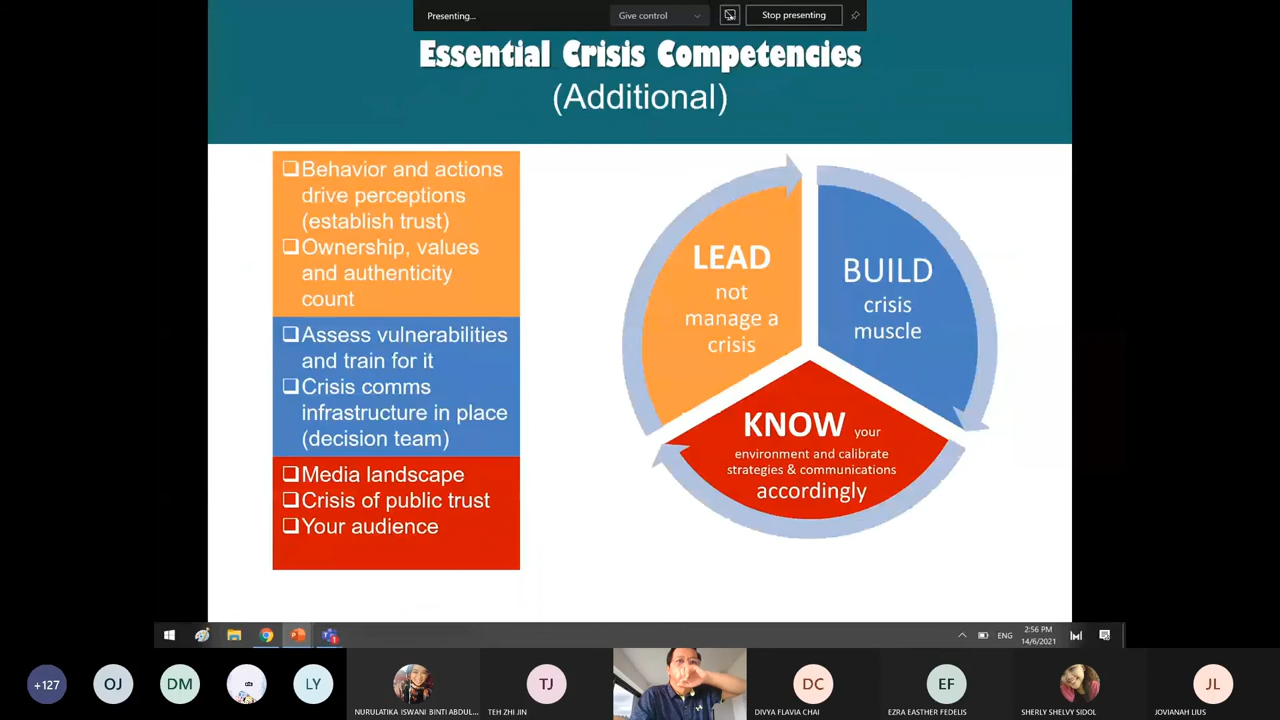 Presenting...
Give control
Stop presenting
Essential Crisis Competencies
(Additional)
❑Behavior and actions
drive perceptions
(establish trust)
❑Ownership, values
and authenticity
count
❑Assess vulnerabilities
and train for it
❑Crisis comms
infrastructure in place
(decision team)
❑Media landscape
❑Crisis of public trust
❑Your audience
LEAD
not
manage a
crisis
BUILD
crisis
muscle
KNOW your
environment and calibrate
strategies & communications
accordingly
ENG
2:56 PM
14/6/2021
+127
OJ
DM
LY
NURULATIKA ISWANI BINTI ABDUL...
TJ
TEH ZHI JIN
DC
DIVYA FLAVIA CHAI
EF
EZRA EASTHER FEDELIS
SHERLY SHELVY SIDOL
JL
JOVIANAH LIUS